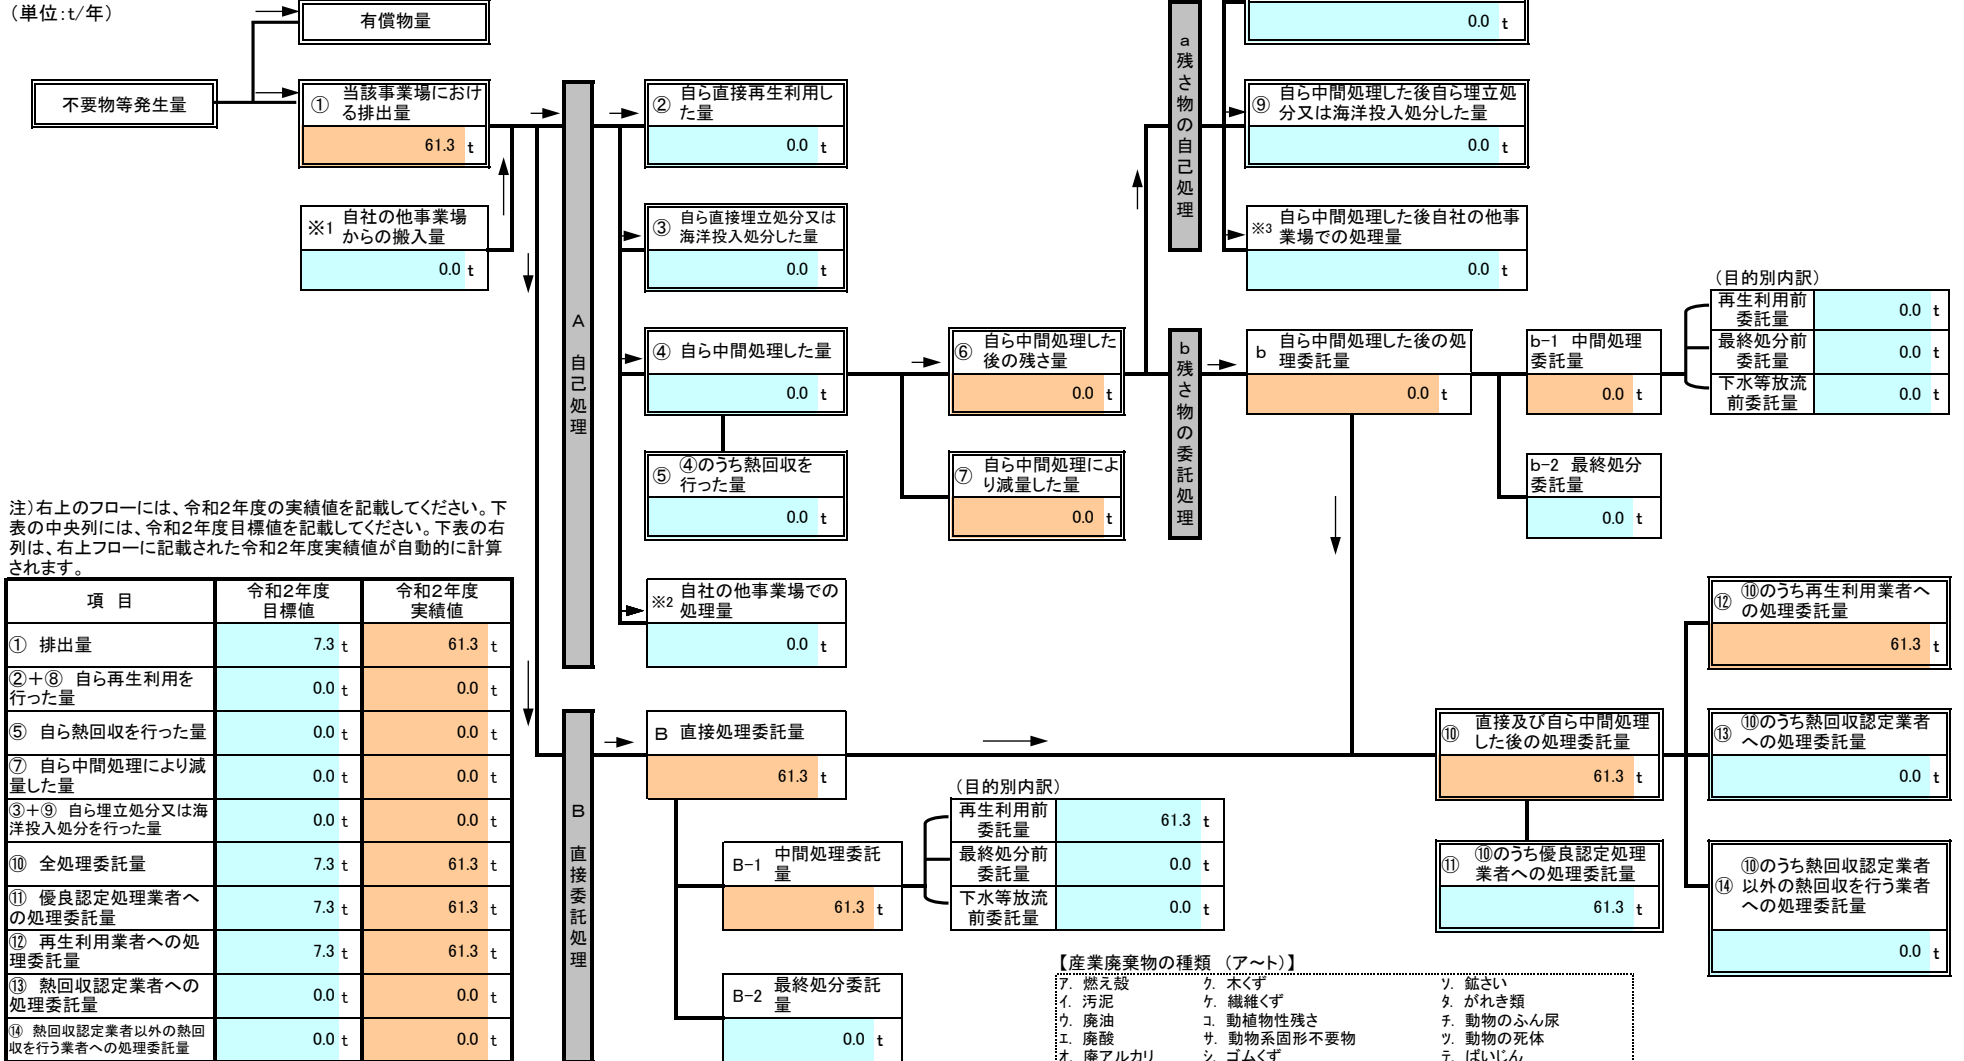 （単位：t/年）
有償物量
不要物等発生量
① 当該事業場におけ
る排出量
61.3 t
※1 自社の他事業場
からの搬入量
0.0 t
A 自己処理
② 自ら直接再生利用し
た量
0.0 t
③ 自ら直接埋立処分又は
海洋投入処分した量
0.0 t
④ 自ら中間処理した量
0.0 t
⑤ ④のうち熱回収を
行った量
0.0 t
※2 自社の他事業場での
処理量
0.0 t
⑥ 自ら中間処理した
後の残さ量
0.0 t
⑦ 自ら中間処理によ
り減量した量
0.0 t
a 残さ物の自己処理
0.0 t
⑨ 自ら中間処理した後自ら埋立処
分又は海洋投入処分した量
0.0 t
※3 自ら中間処理した後自社の他事
業場での処理量
0.0 t
b 残さ物の委託処理
b 自ら中間処理した後の処
理委託量
0.0 t
b-1 中間処理
委託量
0.0 t
b-2 最終処分
委託量
0.0 t
（目的別内訳）
再生利用前
委託量
0.0 t
最終処分前
委託量
0.0 t
下水等放流
前委託量
0.0 t
注）右上のフローには、令和２年度の実績値を記載してください。下
表の中央列には、令和２年度目標値を記載してください。下表の右
列は、右上フローに記載された令和２年度実績値が自動的に計算
されます。
項 目 令和２年度 令和２年度
目標値 実績値
① 排出量 7.3 t 61.3 t
②＋⑧ 自ら再生利用を
行った量 0.0 t 0.0 t
⑤ 自ら熱回収を行った量 0.0 t 0.0 t
⑦ 自ら中間処理により減
量した量 0.0 t 0.0 t
③＋⑨ 自ら埋立処分又は海
洋投入処分を行った量 0.0 t 0.0 t
⑩ 全処理委託量 7.3 t 61.3 t
⑪ 優良認定処理業者へ
の処理委託量 7.3 t 61.3 t
⑫ 再生利用業者への処
理委託量 7.3 t 61.3 t
⑬ 熱回収認定業者への
処理委託量 0.0 t 0.0 t
⑭ 熱回収認定業者以外の熱回
収を行う業者への処理委託量 0.0 t 0.0 t
B 直接委託処理
B 直接処理委託量
61.3 t
B-1 中間処理委託
量
61.3 t
B-2 最終処分委託
量
0.0 t
（目的別内訳）
再生利用前
委託量
61.3 t
最終処分前
委託量
0.0 t
下水等放流
前委託量
0.0 t
⑩ 直接及び自ら中間処理
した後の処理委託量
61.3 t
⑪ ⑩のうち優良認定処理
業者への処理委託量
61.3 t
⑫ ⑩のうち再生利用業者へ
の処理委託量
61.3 t
⑬ ⑩のうち熱回収認定業者
への処理委託量
0.0 t
⑭ ⑩のうち熱回収認定業者
以外の熱回収を行う業者
への処理委託量
0.0 t
【産業廃棄物の種類 （ア～ト）】
ア. 燃え殻 ク. 木くず ソ. 鉱さい
イ. 汚泥 ケ. 繊維くず タ. がれき類
ウ. 廃油 コ. 動植物性残さ チ. 動物のふん尿
エ. 廃酸 サ. 動物系固形不要物 ツ. 動物の死体
オ. 廃アルカリ シ. ゴムくず テ. ばいじん